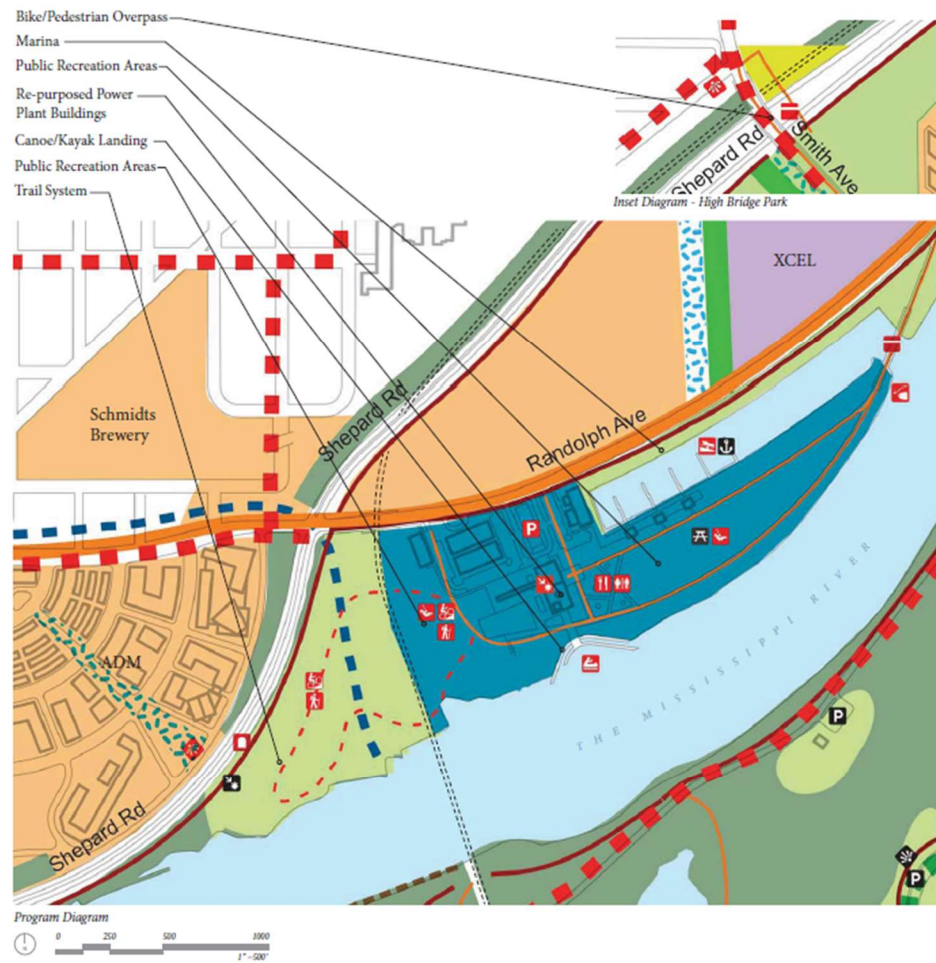 Bike/Pedestrian Overpass
Marina
Public Recreation Areas
Re-purposed Power
Plant Buildings
Canoe/Kayak Landing
Public Recreation Areas
Trail System
Shepard Rd
Smith Ave
Inset Diagram - High Bridge Park
XCEL
Schmidts
Brewery
Shepard Rd
Randolph Ave
P
THE MISSISSIPPI RIVER
ADM
P
Shepard Rd
P
Program Diagram
N
0 250 500 1000
1"=500'